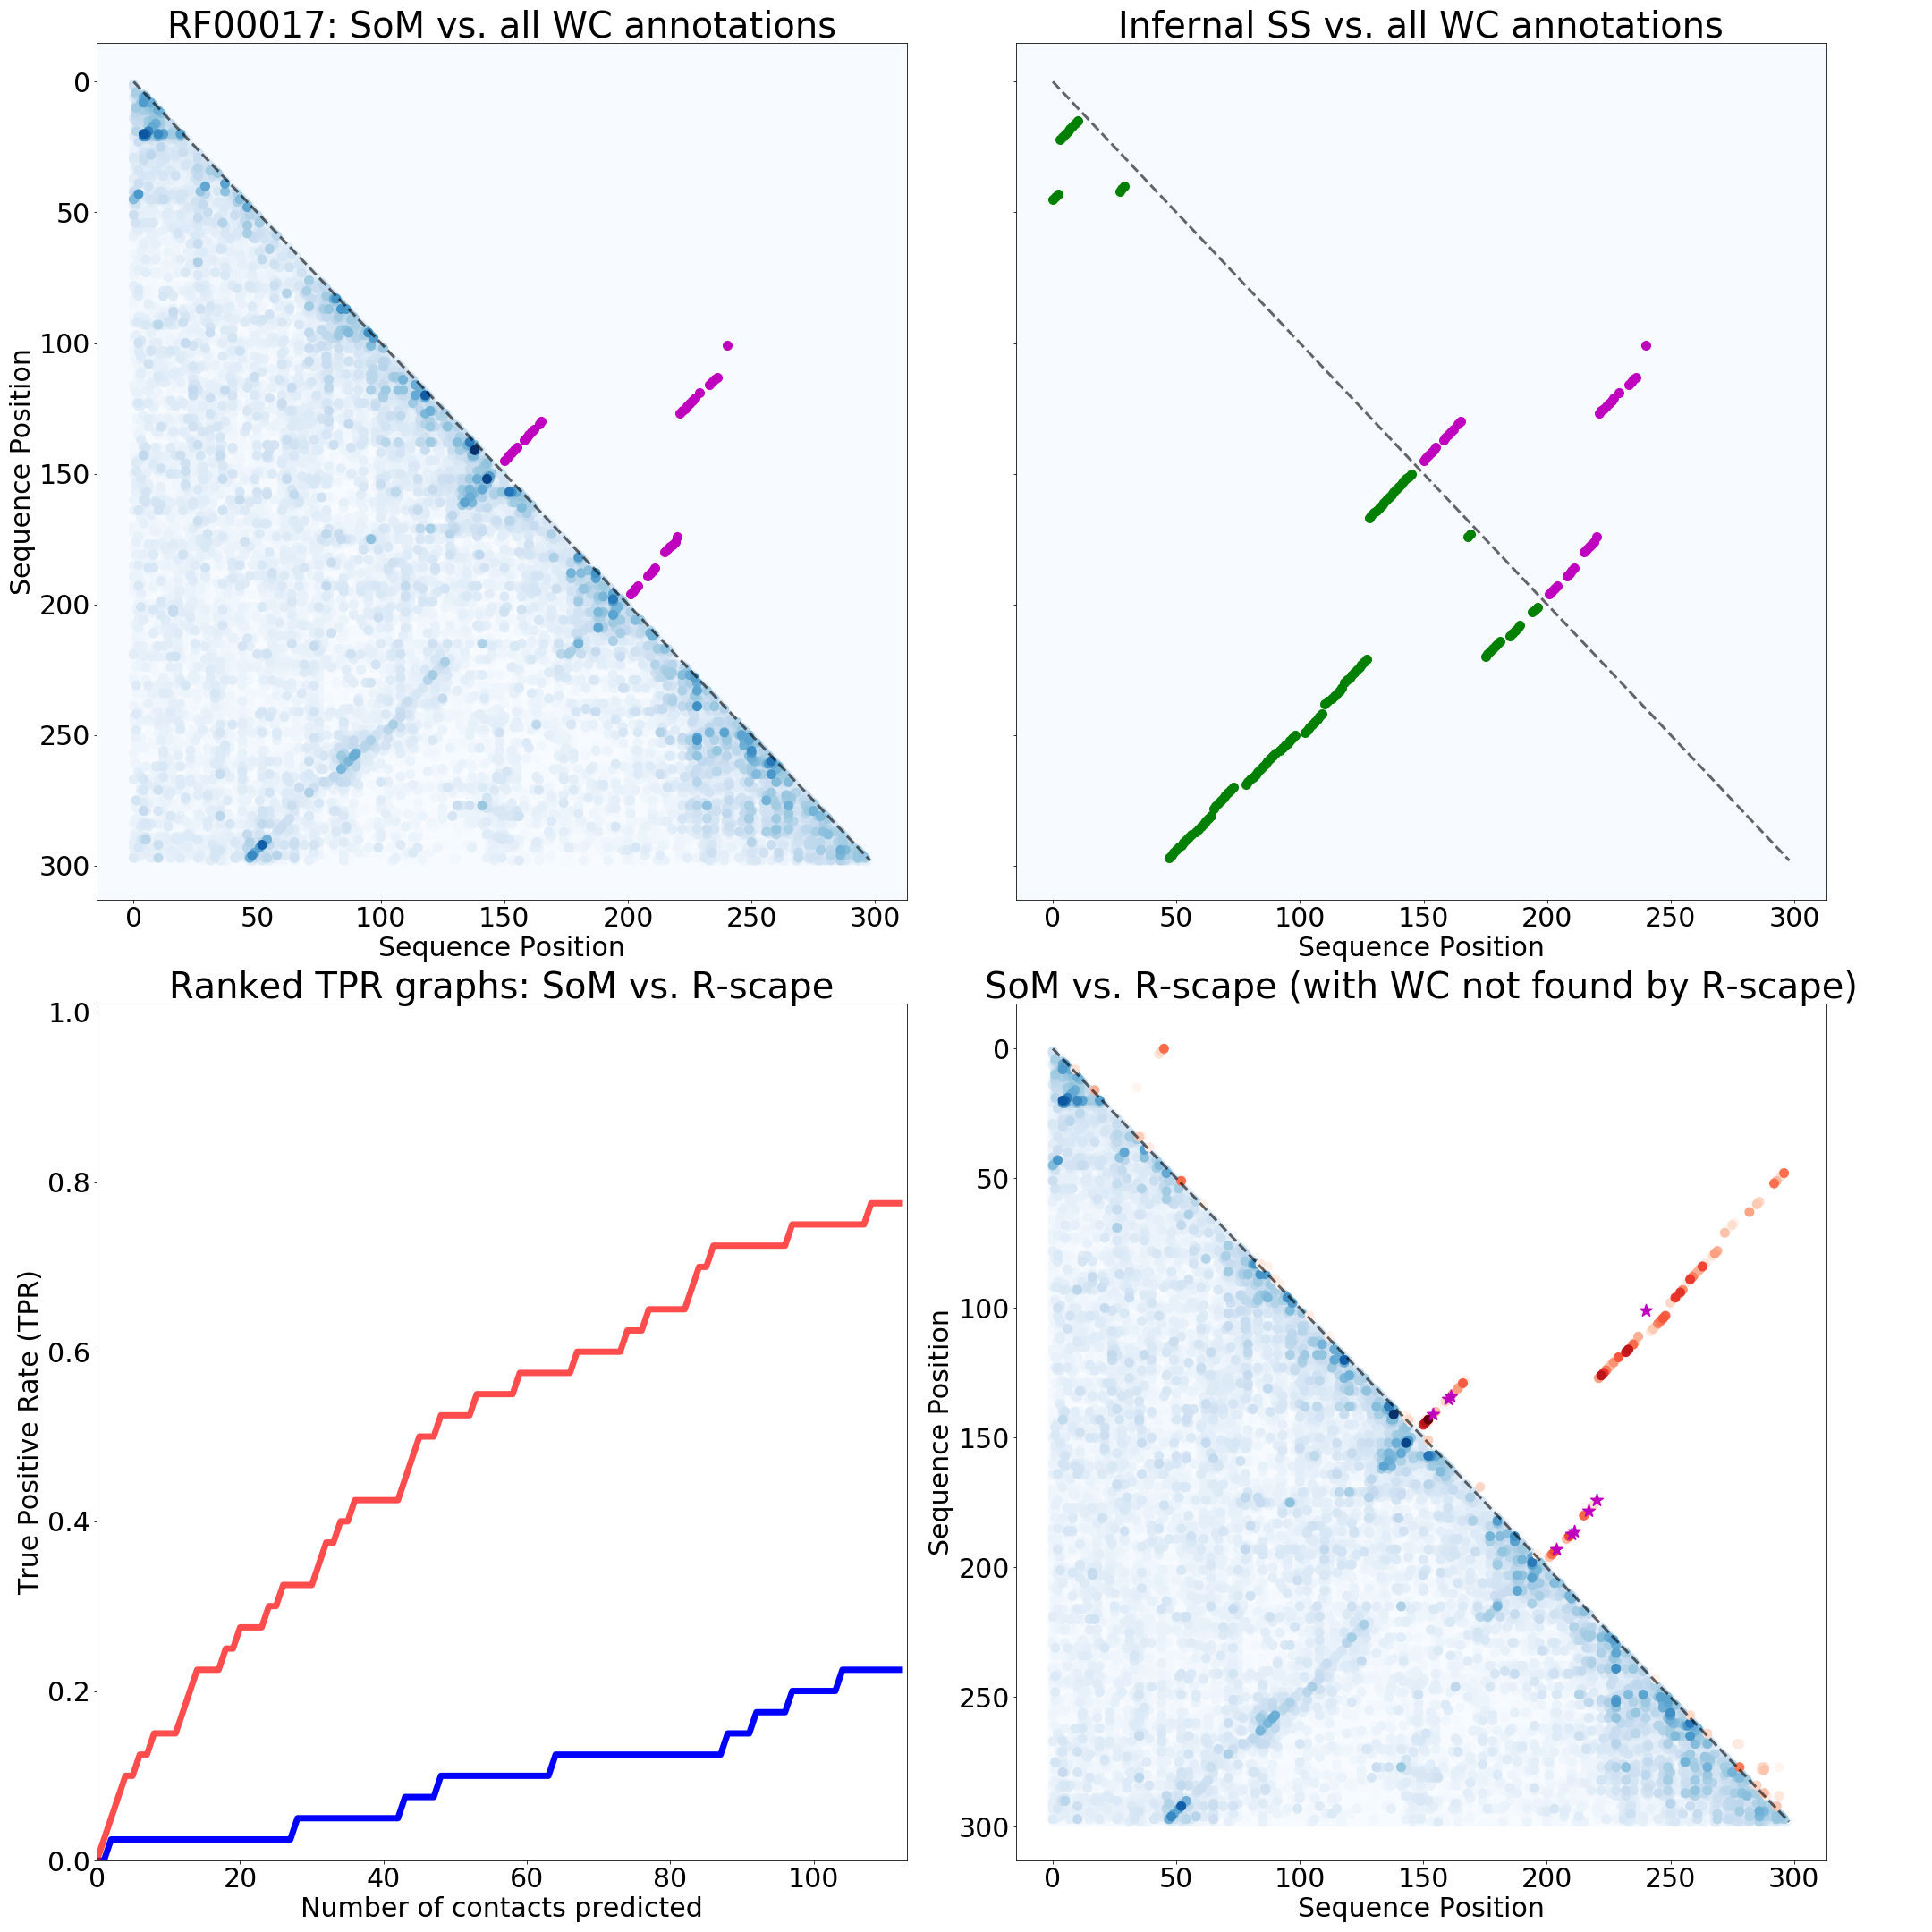 RF00017: SoM vs. all WC annotations
Infernal SS vs. all WC annotations
0
50
100
150
200
250
300
Sequence Position
0 50 100 150 200 250 300
Sequence Position
0 50 100 150 200 250 300
Sequence Position
Ranked TPR graphs: SoM vs. R-scape
SoM vs. R-scape (with WC not found by R-scape)
1.0
0.8
0.6
0.4
0.2
0.0
True Positive Rate (TPR)
0 20 40 60 80 100
Number of contacts predicted
0
50
100
150
200
250
300
Sequence Position
0 50 100 150 200 250 300
Sequence Position